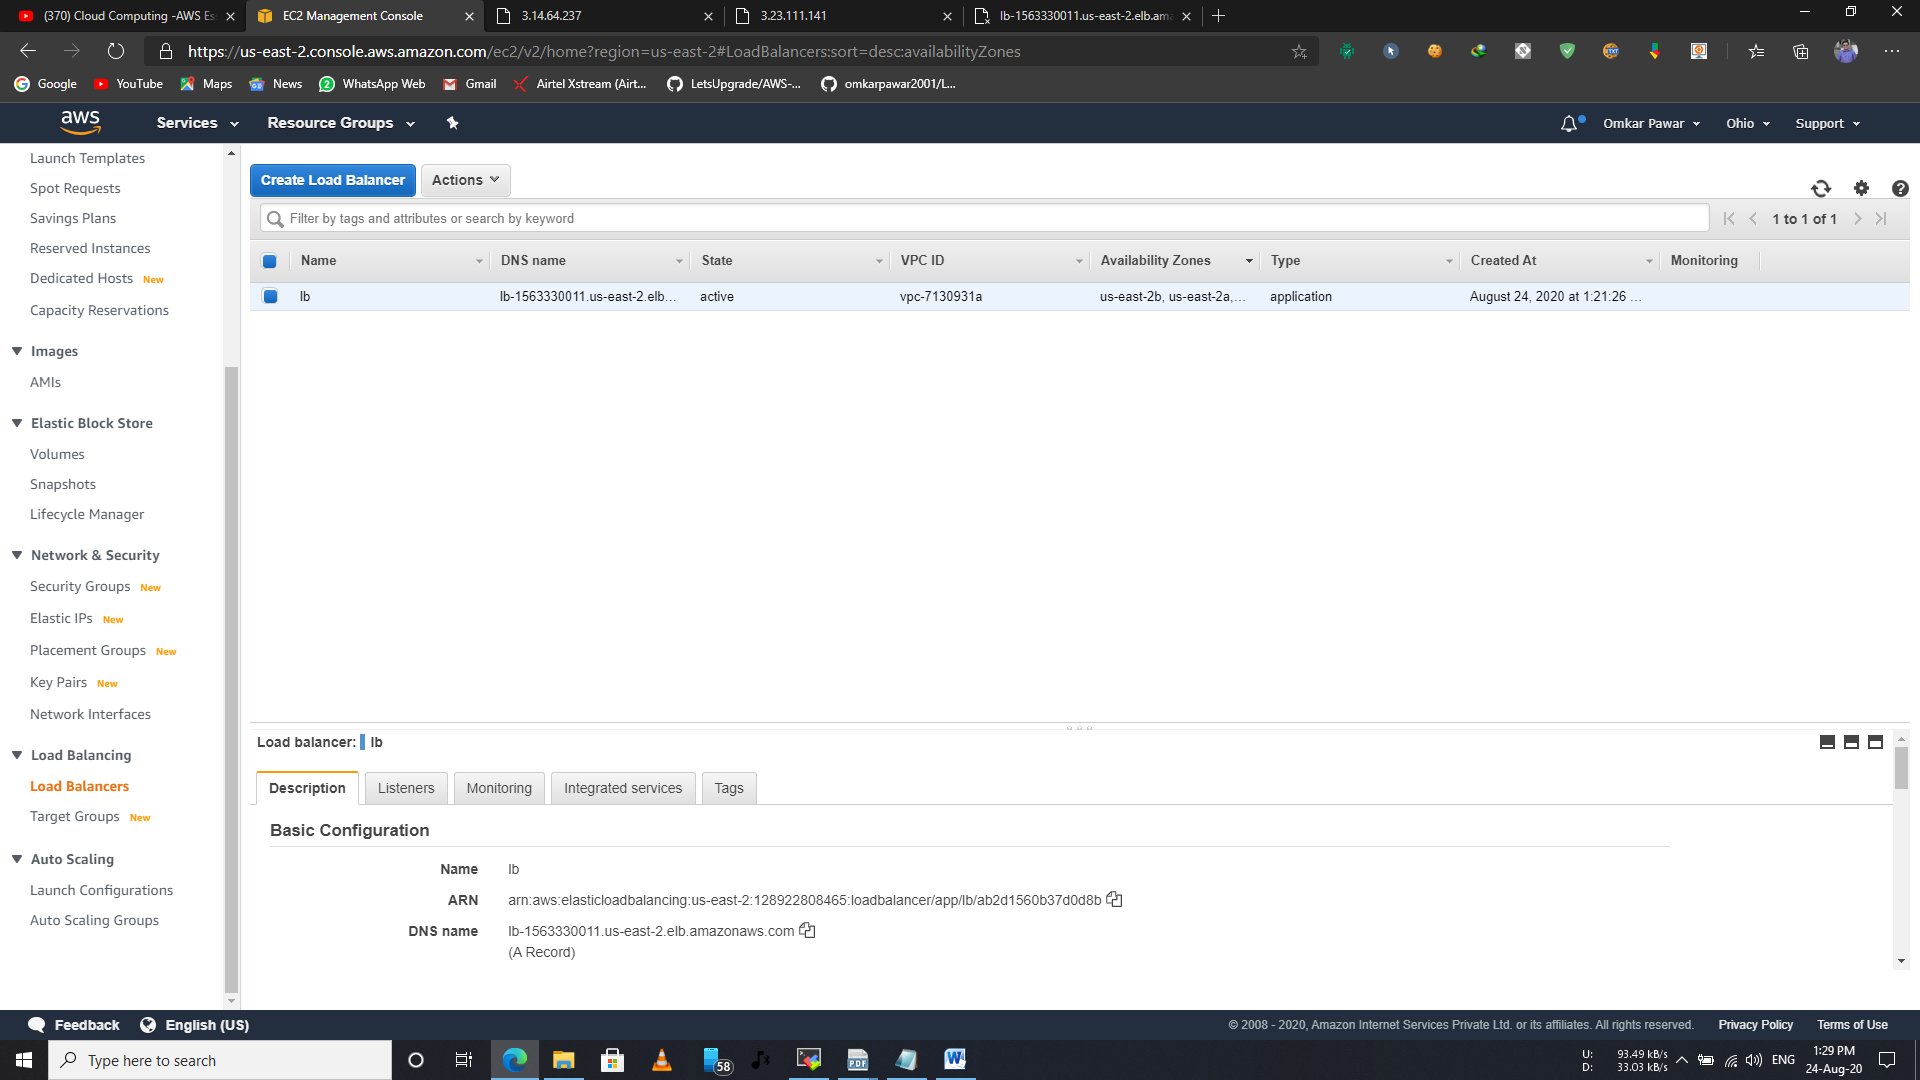 (370) Cloud Computing -AWS Es
EC2 Management Console
3.14.64.237
3.23.111.141
lb-1563330011.us-east-2.elb.am
https://us-east-2.console.aws.amazon.com/ec2/v2/home?region=us-east-2#LoadBalancers:sort=desc:availabilityZones
Google
YouTube
Maps
News
WhatsApp Web
Gmail
Airtel Xstream (Airt...
LetsUpgrade/AWS-...
omkarpawar2001/L...
aws
Services
Resource Groups
Omkar Pawar
Ohio
Support
Launch Templates
Spot Requests
Savings Plans
Reserved Instances
Dedicated Hosts New
Capacity Reservations
Images
AMIs
Elastic Block Store
Volumes
Snapshots
Lifecycle Manager
Network & Security
Security Groups New
Elastic IPs New
Placement Groups New
Key Pairs New
Network Interfaces
Load Balancing
Load Balancers
Target Groups New
Auto Scaling
Launch Configurations
Auto Scaling Groups
Create Load Balancer
Actions
Filter by tags and attributes or search by keyword
1 to 1 of 1
Name DNS name State VPC ID Availability Zones Type Created At Monitoring
lb lb-1563330011.us-east-2.elb... active vpc-7130931a us-east-2b, us-east-2a,... application August 24, 2020 at 1:21:26 ...
Load balancer: lb
Description
Listeners
Monitoring
Integrated services
Tags
Basic Configuration
Name lb
ARN arn:aws:elasticloadbalancing:us-east-2:128922808465:loadbalancer/app/lb/ab2d1560b37d0d8b
DNS name lb-1563330011.us-east-2.elb.amazonaws.com
(A Record)
Feedback
English (US)
© 2008 - 2020, Amazon Internet Services Private Ltd. or its affiliates. All rights reserved.
Privacy Policy
Terms of Use
Type here to search
58
PDF
U: 93.49 kB/s
D: 33.03 kB/s
ENG
1:29 PM
24-Aug-20